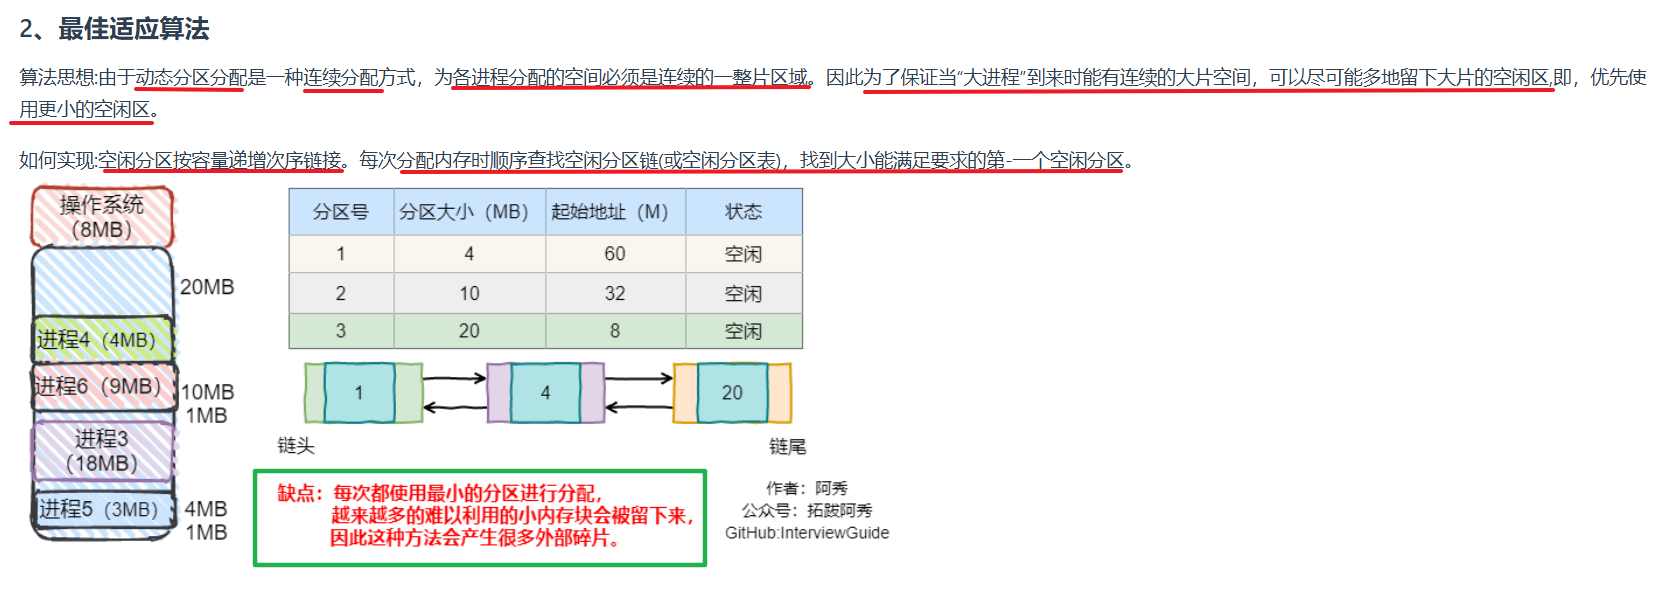 2、最佳适应算法
算法思想:由于动态分区分配是一种连续分配方式，为各进程分配的空间必须是连续的一整片区域。因此为了保证当“大进程”到来时能有连续的大片空间，可以尽可能多地留下大片的空闲区,即，优先使
用更小的空闲区。
如何实现:空闲分区按容量递增次序链接。每次分配内存时顺序查找空闲分区链(或空闲分区表)，找到大小能满足要求的第-一个空闲分区。
操作系统
（8MB）
20MB
进程4（4MB）
进程6（9MB）
10MB
1MB
进程3
（18MB）
进程5（3MB）
4MB
1MB
分区号 分区大小（MB） 起始地址（M） 状态
1 4 60 空闲
2 10 32 空闲
3 20 8 空闲
1 4 20
链头 链尾
缺点：每次都使用最小的分区进行分配，
越来越多的难以利用的小内存块会被留下来，
因此这种方法会产生很多外部碎片。
作者：阿秀
公众号：拓跋阿秀
GitHub:InterviewGuide